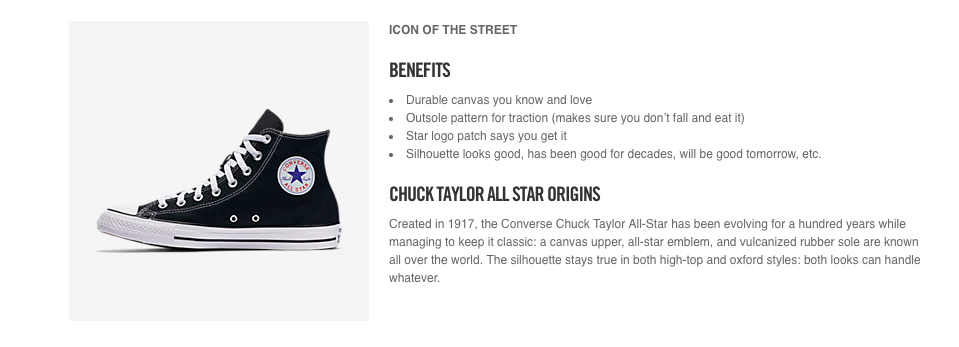 ICON OF THE STREET
BENEFITS
Durable canvas you know and love
Outsole pattern for traction (makes sure you don't fall and eat it)
Star logo patch says you get it
Silhouette looks good, has been good for decades, will be good tomorrow, etc.
CHUCK TAYLOR ALL STAR ORIGINS
Created in 1917, the Converse Chuck Taylor All-Star has been evolving for a hundred years while
managing to keep it classic: a canvas upper, all-star emblem, and vulcanized rubber sole are known
all over the world. The silhouette stays true in both high-top and oxford styles: both looks can handle
whatever.
CONVERSE
ALL STAR